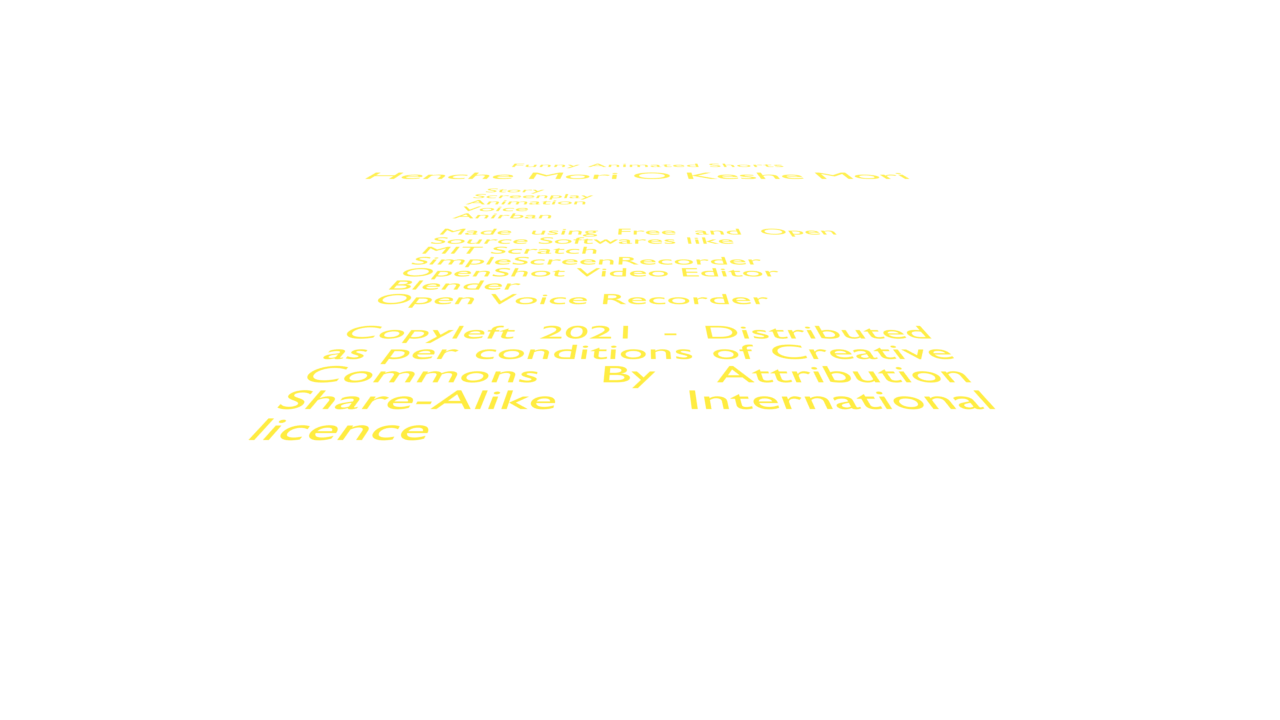 Funny Animated Shorts
Henche Mori O Keshe Mori
Story
Screenplay
Animation
Voice
Anirban
Made using Free and Open
Source Softwares like
MIT Scratch
SimpleScreenRecorder
OpenShot Video Editor
Blender
Open Voice Recorder
Copyleft 2021 - Distributed
as per conditions of Creative
Commons By Attribution
Share-Alike International
licence